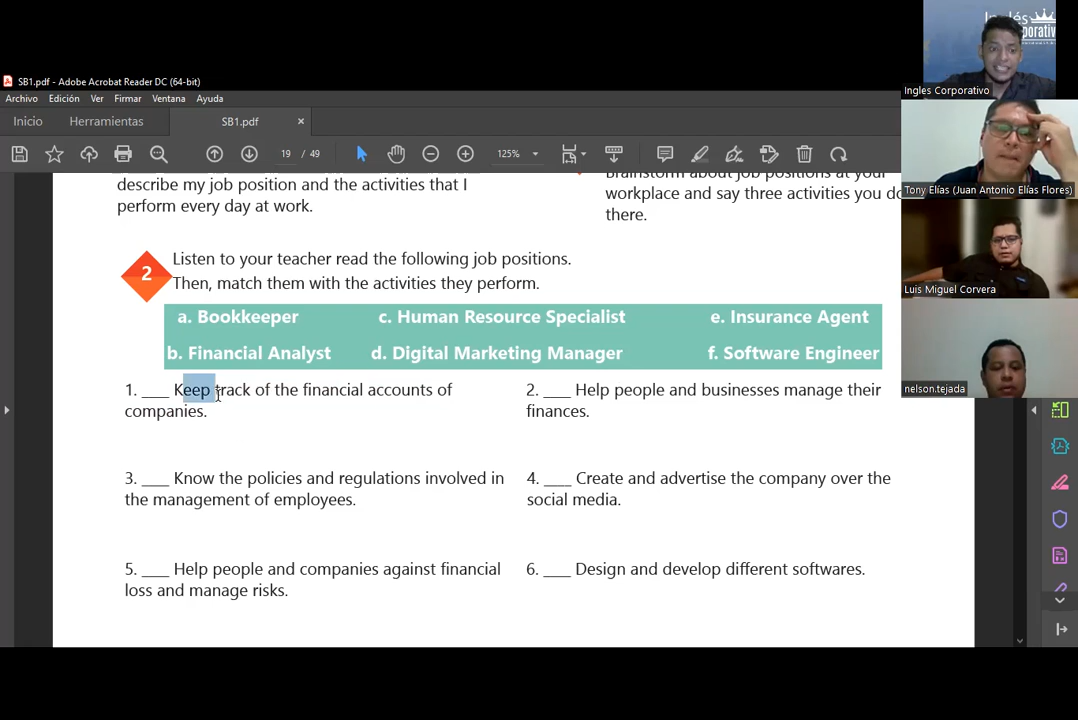 SB1.pdf - Adobe Acrobat Reader DC (64-bit)
Archivo Edición Ver Firmar Ventana Ayuda
Inicio Herramientas SB1.pdf ×
19 / 49 125%
describe my job position and the activities that I
perform every day at work.
brainstorm about job positions at your
workplace and say three activities you do
there.
2
Listen to your teacher read the following job positions.
Then, match them with the activities they perform.
a. Bookkeeper c. Human Resource Specialist e. Insurance Agent
b. Financial Analyst d. Digital Marketing Manager f. Software Engineer
1. ___ Keep track of the financial accounts of
companies.
2. ___ Help people and businesses manage their
finances.
3. ___ Know the policies and regulations involved in
the management of employees.
4. ___ Create and advertise the company over the
social media.
5. ___ Help people and companies against financial
loss and manage risks.
6. ___ Design and develop different softwares.
Inglés
Ingles Corporativo
Tony Elías (Juan Antonio Elías Flores)
Luis Miguel Corvera
nelson.tejada